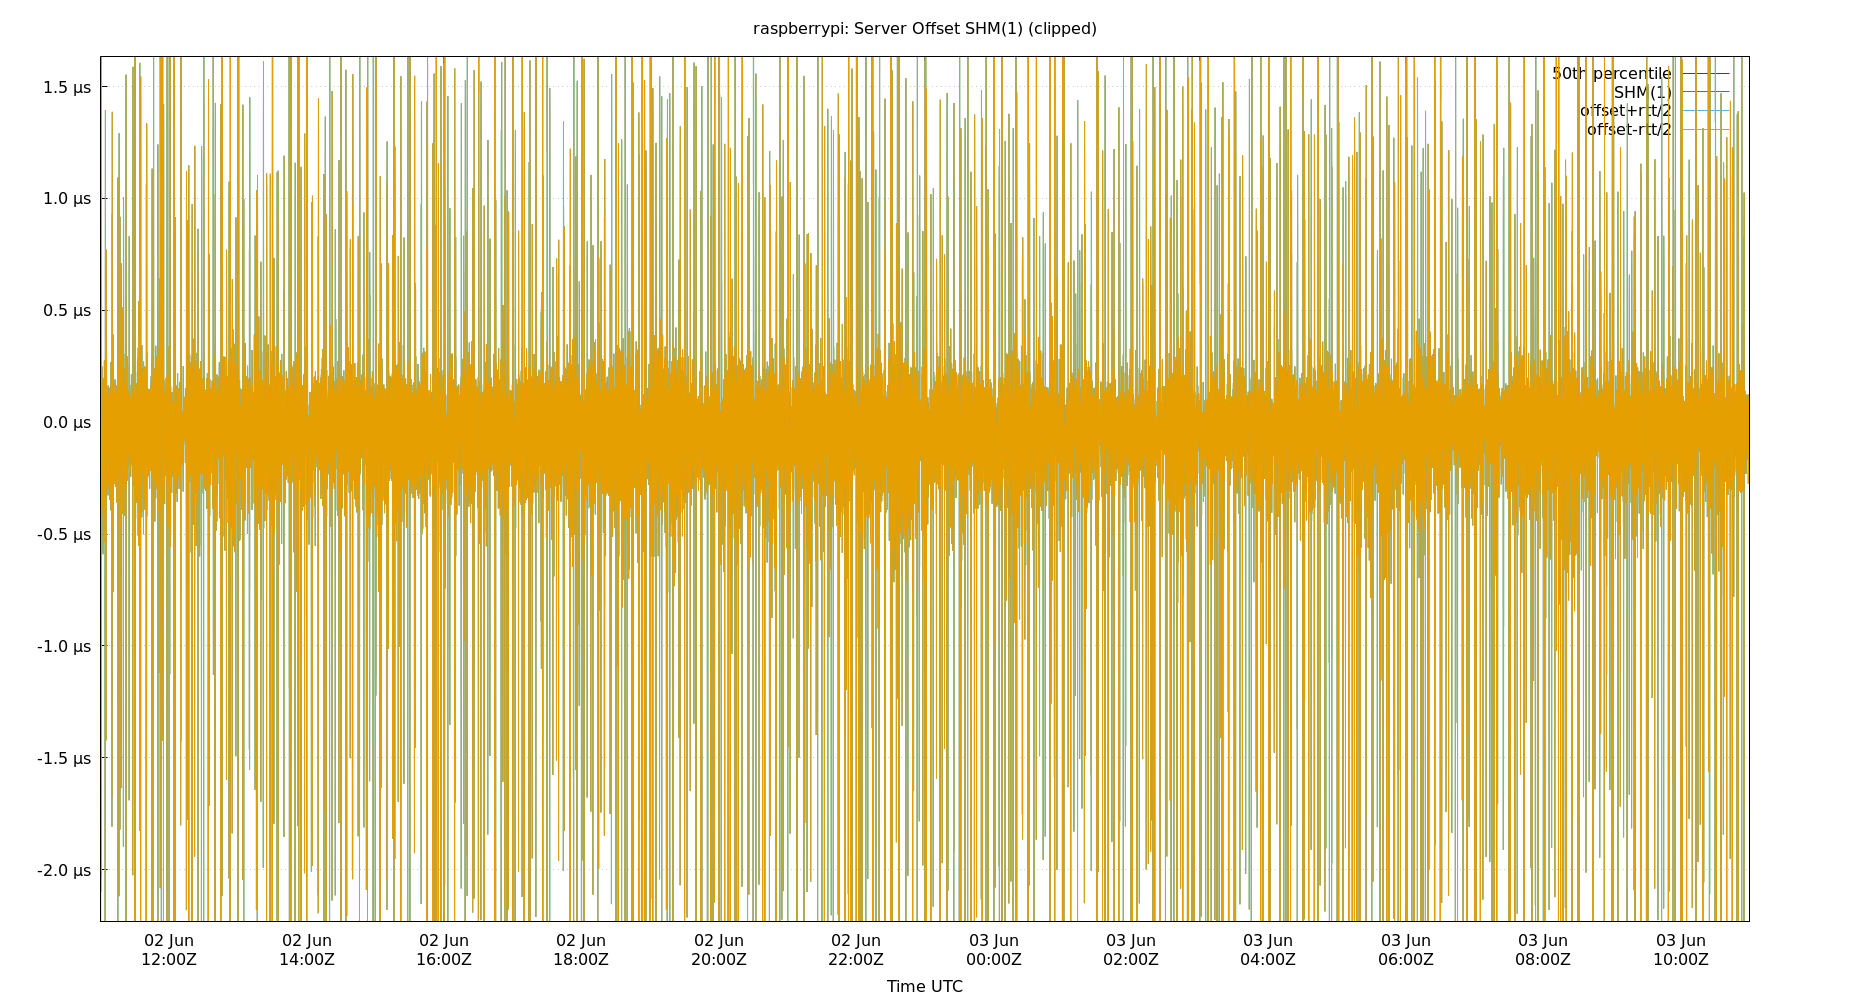 raspberrypi: Server Offset SHM(1) (clipped)
50th percentile
SHM(1)
offset+rtt/2
offset-rtt/2
1.5 µs
1.0 µs
0.5 µs
0.0 µs
-0.5 µs
-1.0 µs
-1.5 µs
-2.0 µs
02 Jun 02 Jun 02 Jun 02 Jun 02 Jun 02 Jun 03 Jun 03 Jun 03 Jun 03 Jun 03 Jun 03 Jun
12:00Z 14:00Z 16:00Z 18:00Z 20:00Z 22:00Z 00:00Z 02:00Z 04:00Z 06:00Z 08:00Z 10:00Z
Time UTC